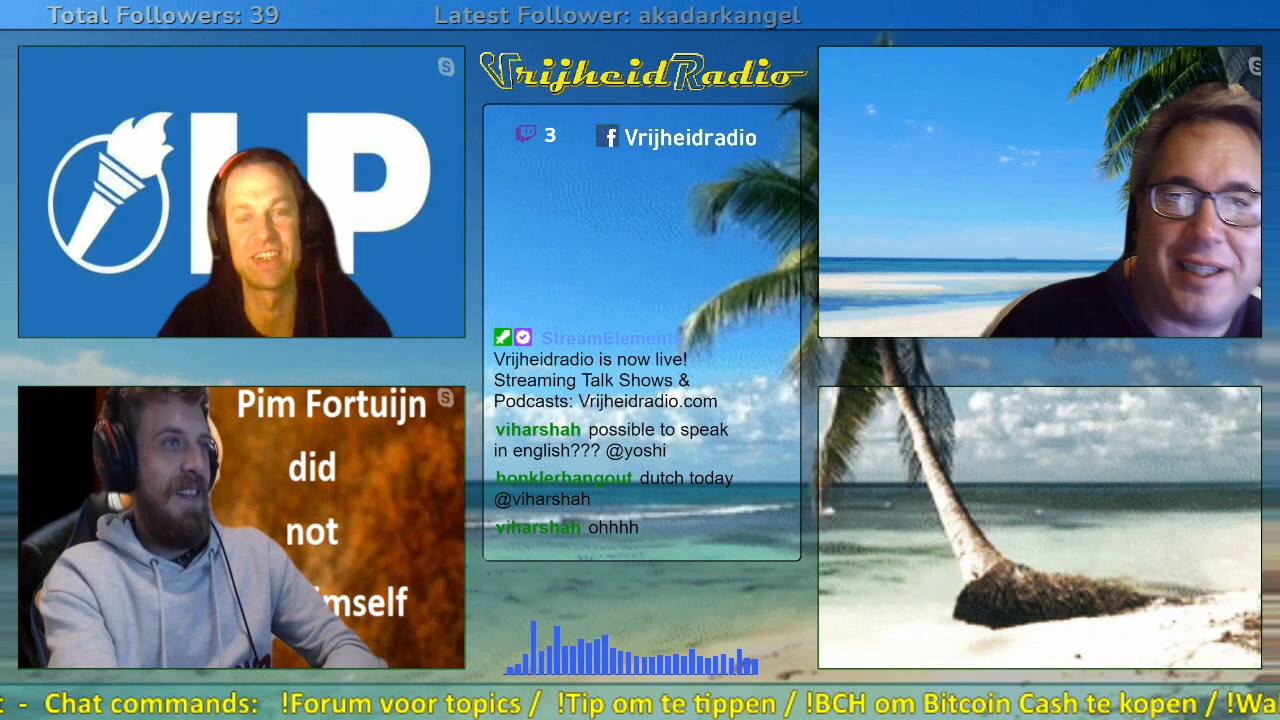 Total Followers: 39
Latest Follower: akadarkangel
LP
VrijheidRadio
3
Vrijheidradio
StreamElements
Vrijheidradio is now live!
Streaming Talk Shows &
Podcasts: Vrijheidradio.com
viharshah possible to speak
in english??? @yoshi
honklerhangout dutch today
@viharshah
viharshah ohhhh
Pim Fortuijn
did
not
imself
- Chat commands: !Forum voor topics / !Tip om te tippen / !BCH om Bitcoin Cash te kopen / !Wa